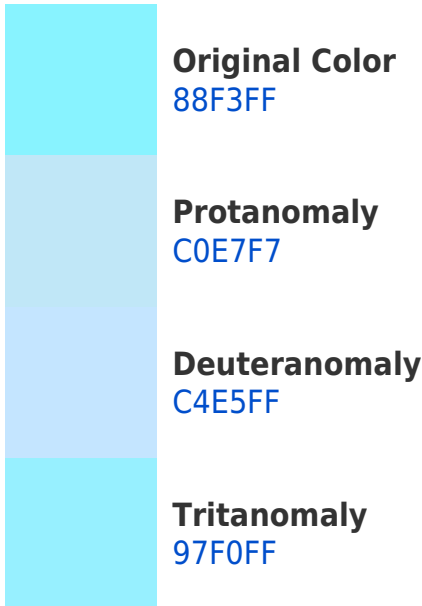 Original Color
88F3FF
Protanomaly
C0E7F7
Deuteranomaly
C4E5FF
Tritanomaly
97F0FF